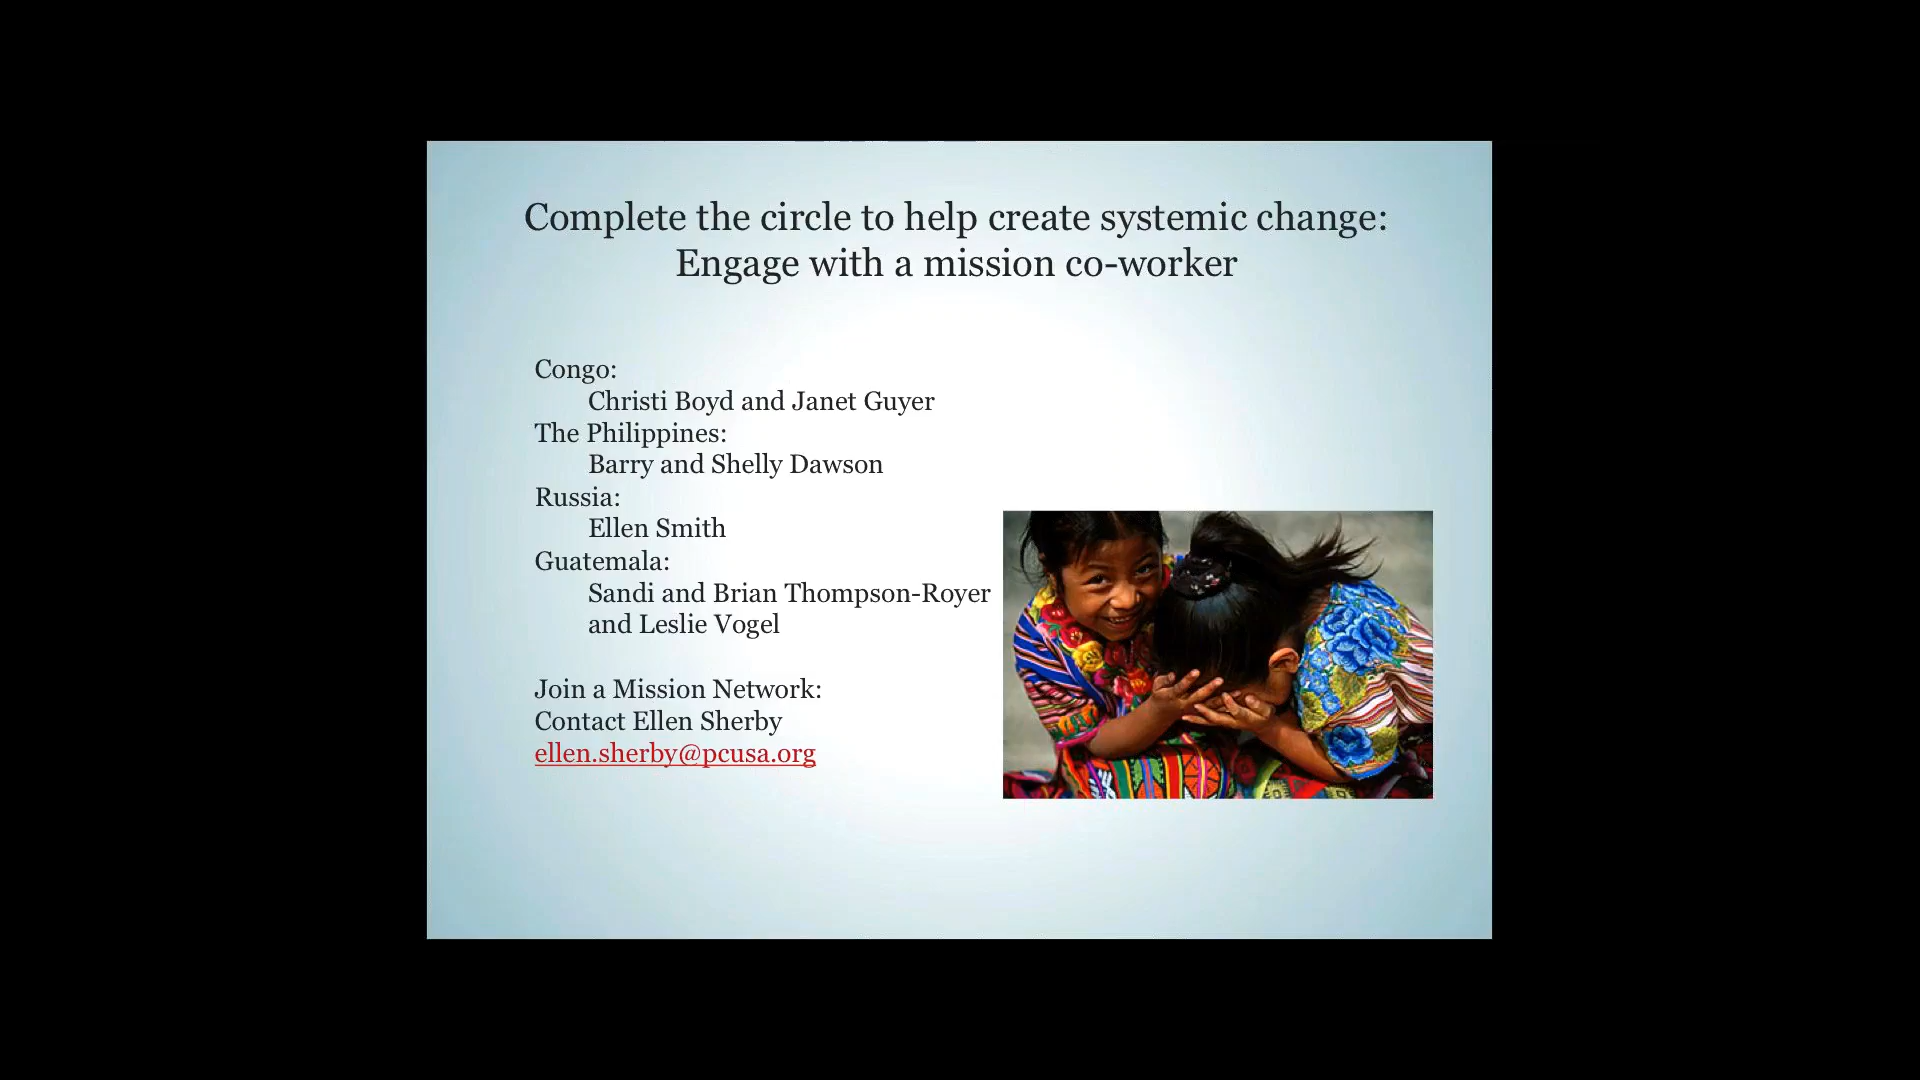 Complete the circle to help create systemic change:
Engage with a mission co-worker
Congo:
Christi Boyd and Janet Guyer
The Philippines:
Barry and Shelly Dawson
Russia:
Ellen Smith
Guatemala:
Sandi and Brian Thompson-Royer
and Leslie Vogel
Join a Mission Network:
Contact Ellen Sherby
ellen.sherby@pcusa.org